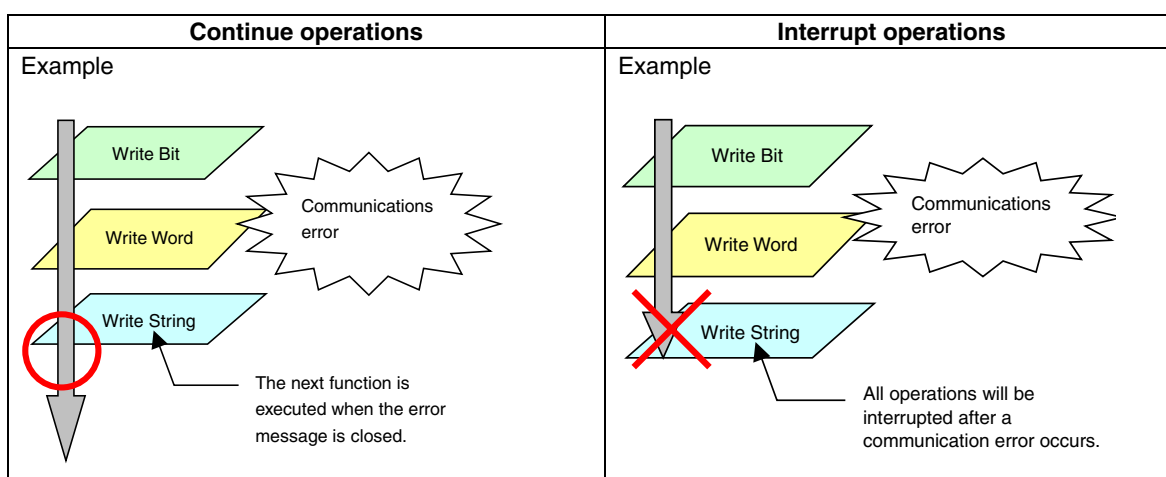 Continue operations
Interrupt operations
Example
Write Bit
Communications
error
Write Word
Write String
The next function is
executed when the error
message is closed.
Example
Write Bit
Communications
error
Write Word
Write String
All operations will be
interrupted after a
communication error occurs.